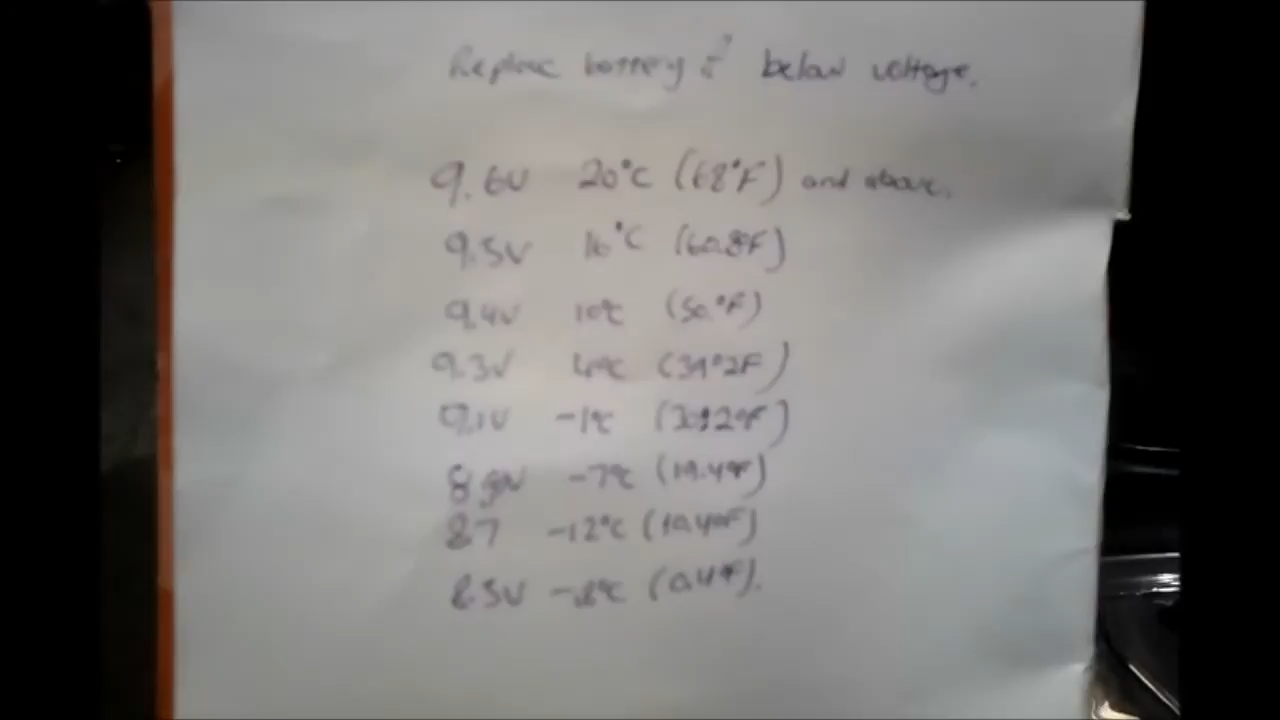 Replace battery if below voltage.
9.6V 20°C (68°F) and above.
9.5V 16°C (60.8°F)
9.4V 10°C (50.°F)
9.3V 4°C (39°2F)
9.1V -1°C (30.2°F)
8.9V -7°C (19.4°F)
8.7 -12°C (10.4°F)
8.5V -18°C (0.4°F).